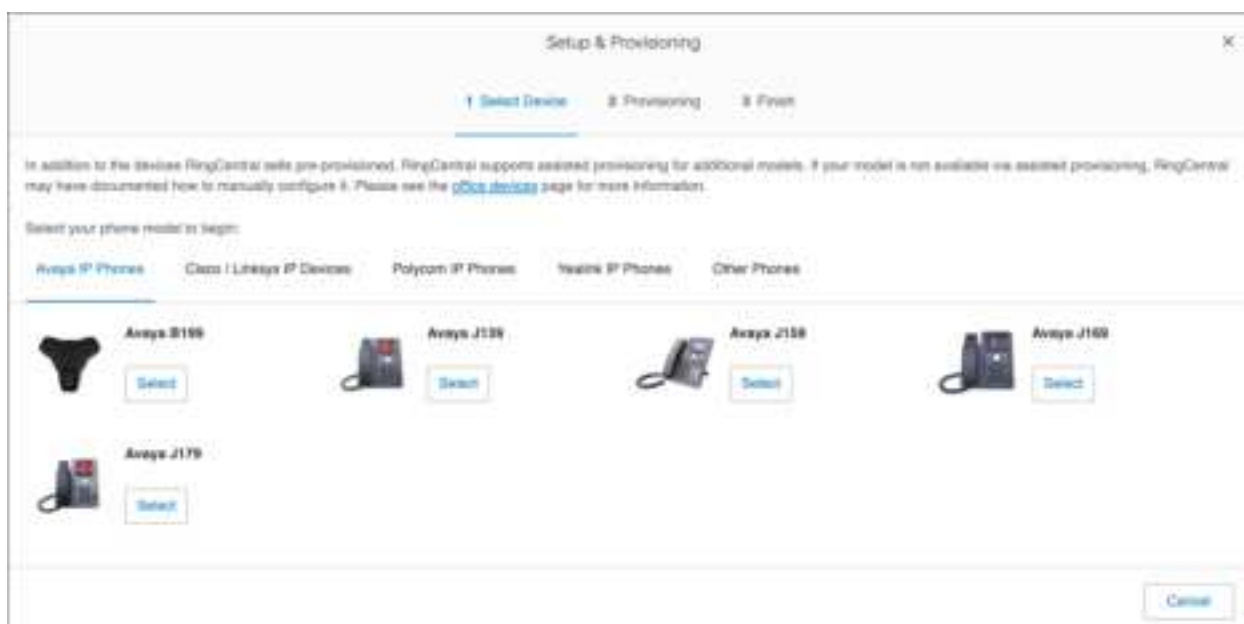 Setup & Provisioning
×
1 Select Device 2 Provisioning 3 Finish
In addition to the devices RingCentral sells pre-provisioned, RingCentral supports assisted provisioning for additional models. If your model is not available via assisted provisioning, RingCentral
may have documented how to manually configure it. Please see the office devices page for more information.
Select your phone model to begin:
Avaya IP Phones Cisco / Linksys IP Devices Polycom IP Phones Yealink IP Phones Other Phones
Avaya B199 Avaya J139 Avaya J159 Avaya J169
Select Select Select Select
Avaya J179
Select
Cancel